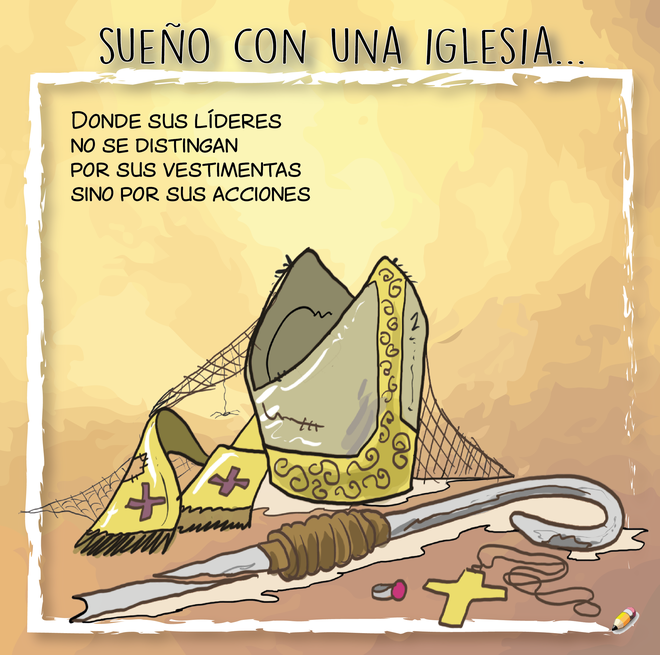 SUEÑO CON UNA IGLESIA...
DONDE SUS LÍDERES
NO SE DISTINGAN
POR SUS VESTIMENTAS
SINO POR SUS ACCIONES